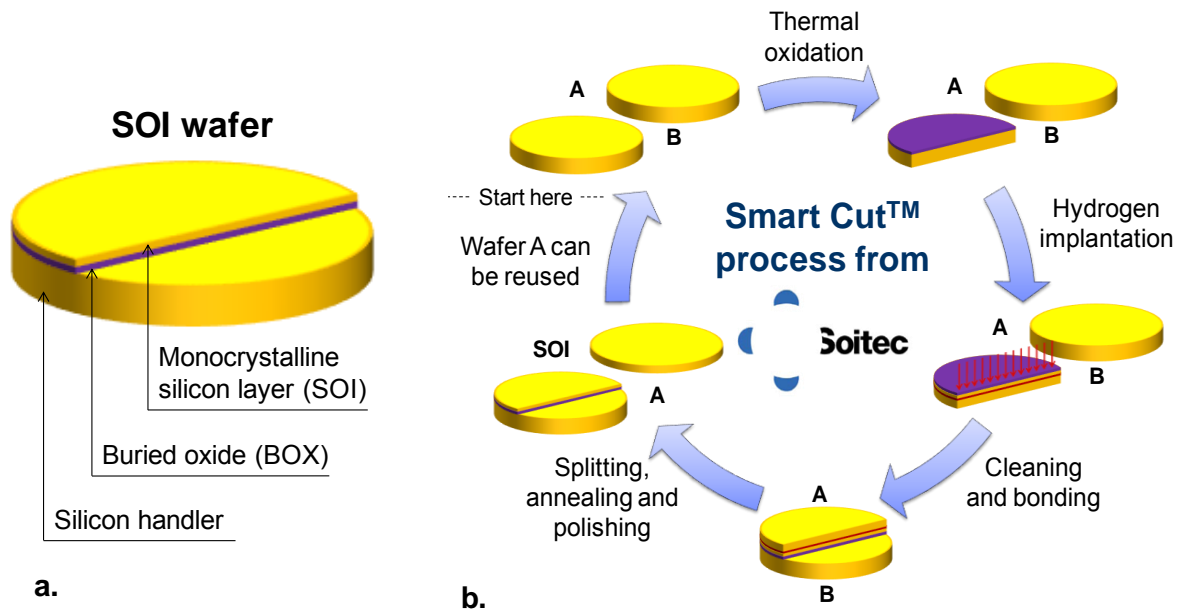 SOI wafer
Monocrystalline
silicon layer (SOI)
Buried oxide (BOX)
Silicon handler
a.
Thermal
oxidation
A
B
A
B
---- Start here ----
Smart Cut™
process from
Soitec
Hydrogen
implantation
Wafer A can
be reused
A
B
SOI
A
Cleaning
and bonding
Splitting,
annealing and
polishing
A
B
b.